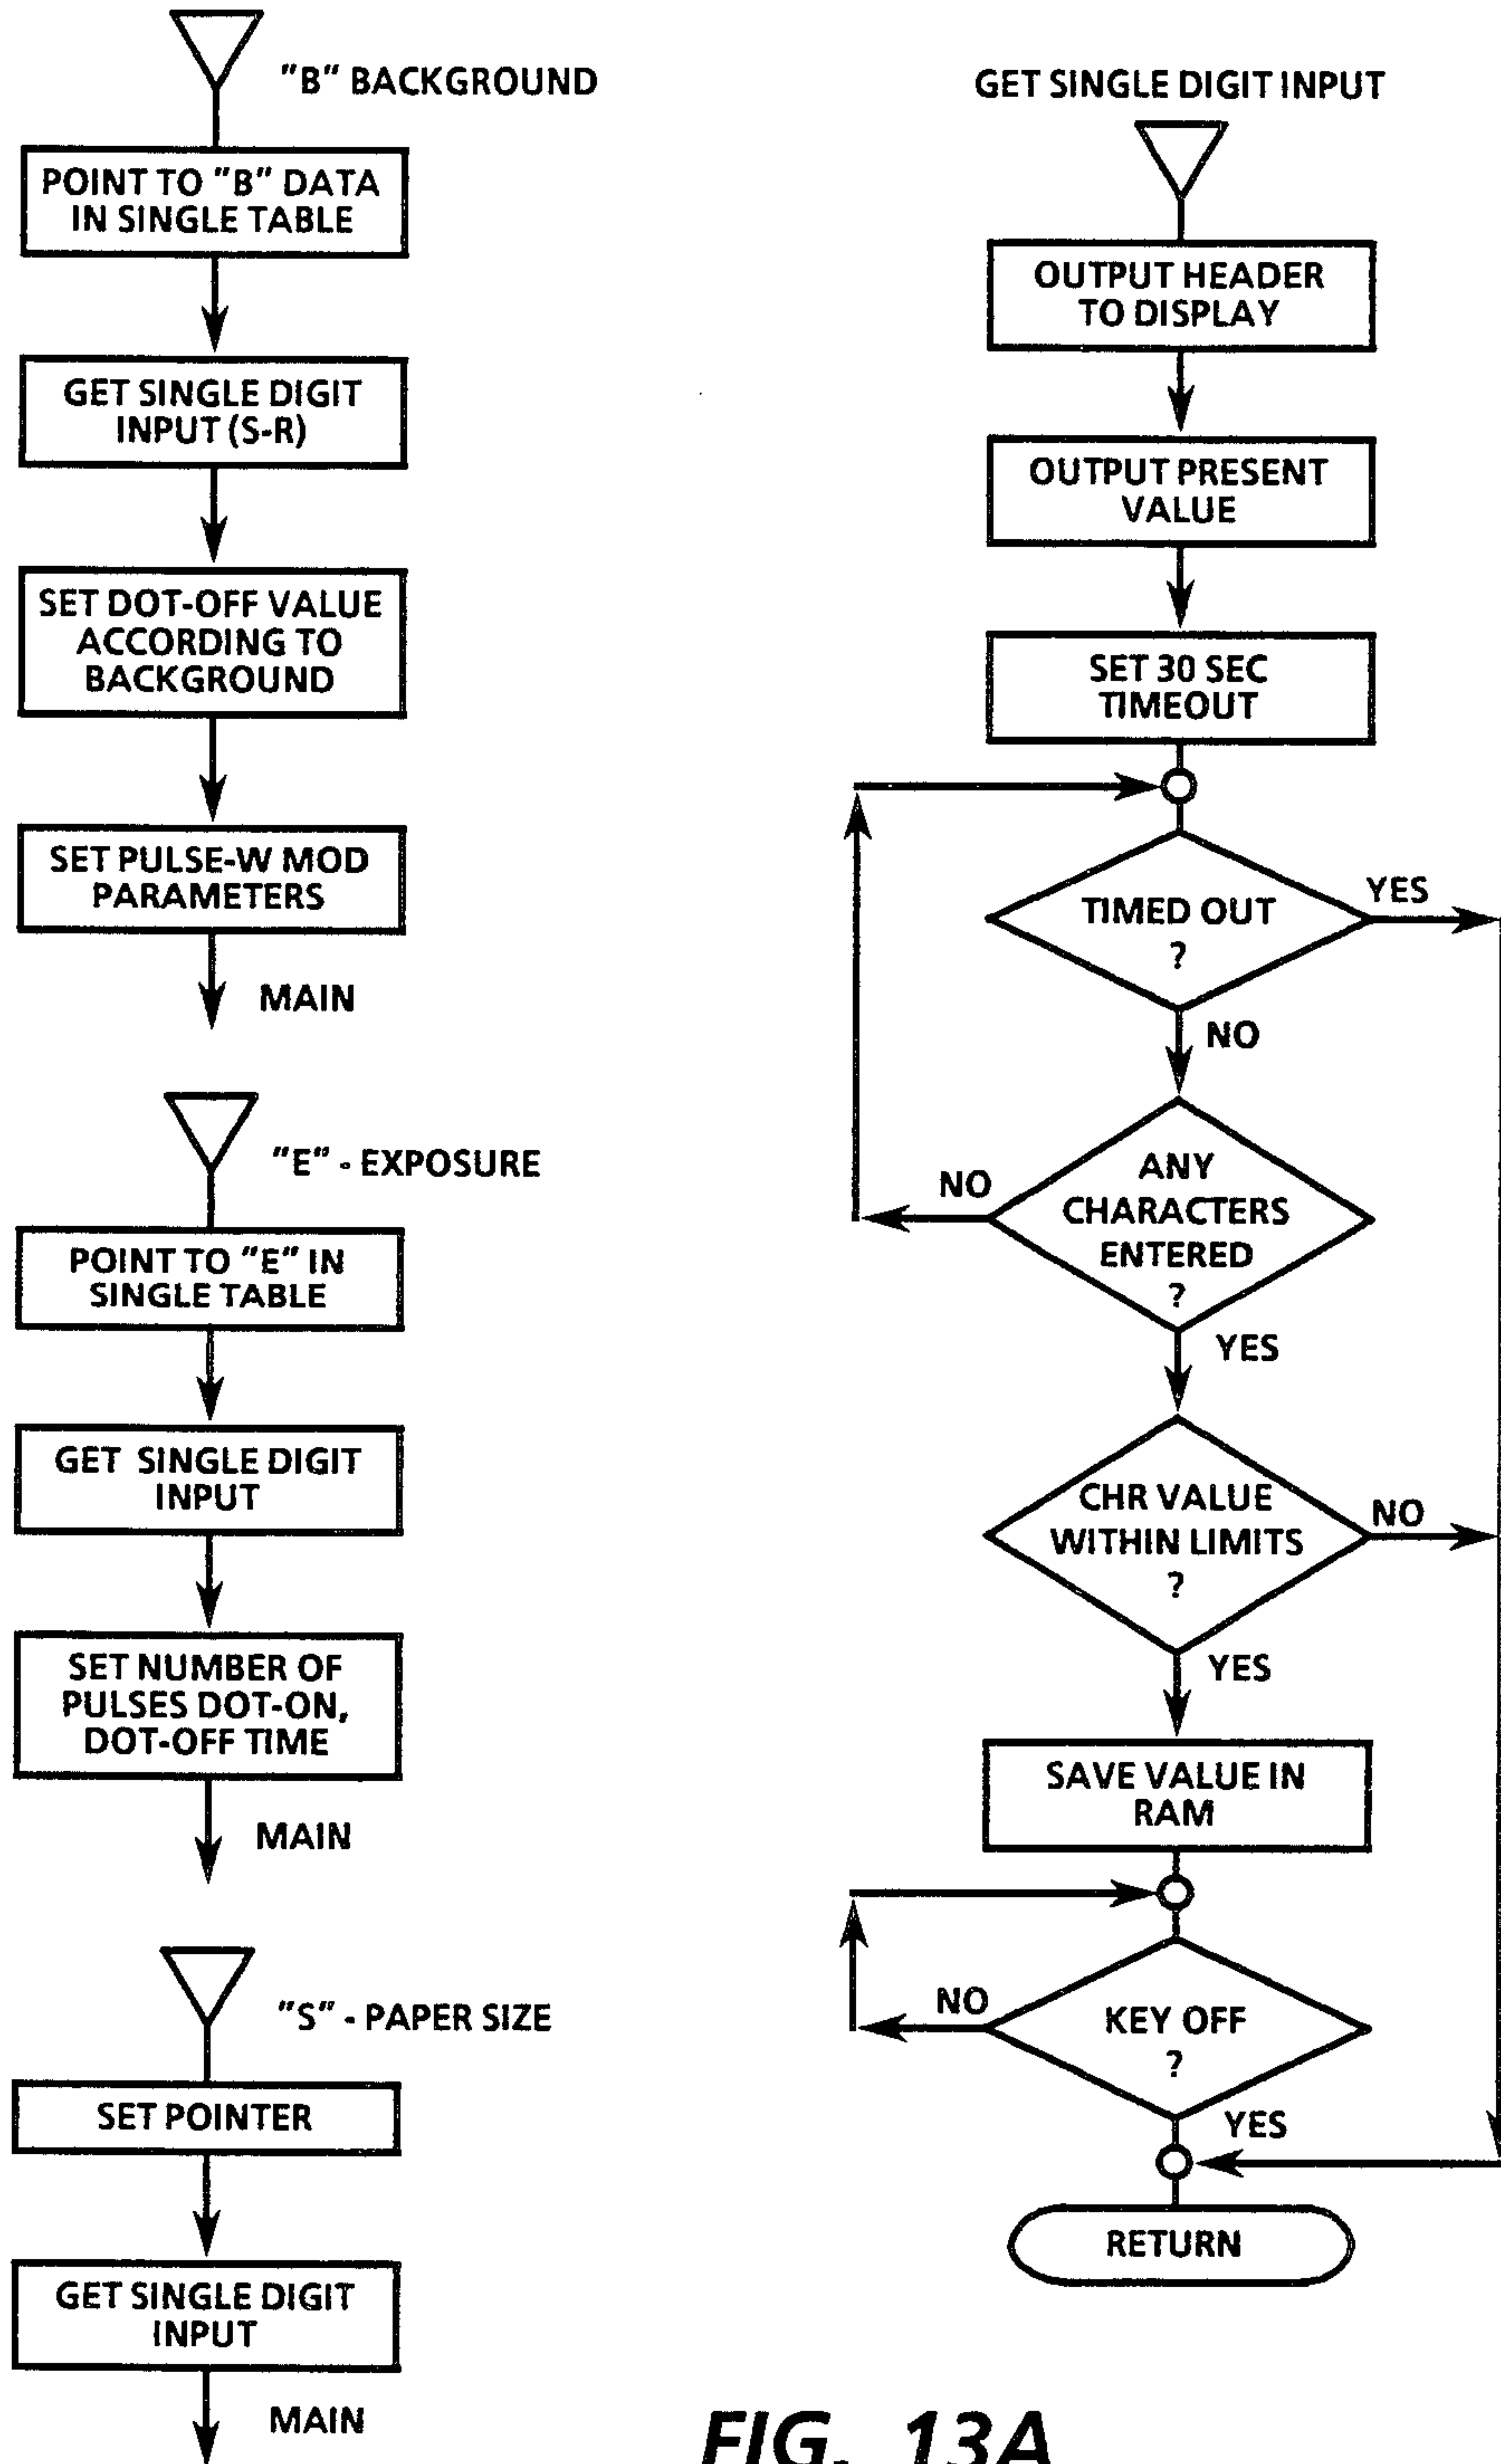 "B" BACKGROUND
POINT TO "B" DATA
IN SINGLE TABLE
GET SINGLE DIGIT
INPUT (S-R)
SET DOT-OFF VALUE
ACCORDING TO
BACKGROUND
SET PULSE-W MOD
PARAMETERS
MAIN
"E" - EXPOSURE
POINT TO "E" IN
SINGLE TABLE
GET SINGLE DIGIT
INPUT
SET NUMBER OF
PULSES DOT-ON,
DOT-OFF TIME
MAIN
"S" - PAPER SIZE
SET POINTER
GET SINGLE DIGIT
INPUT
MAIN
GET SINGLE DIGIT INPUT
OUTPUT HEADER
TO DISPLAY
OUTPUT PRESENT
VALUE
SET 30 SEC
TIMEOUT
TIMED OUT
?
YES
NO
ANY
CHARACTERS
ENTERED
?
NO
YES
CHR VALUE
WITHIN LIMITS
?
NO
YES
SAVE VALUE IN
RAM
KEY OFF
?
NO
YES
RETURN
FIG. 13A